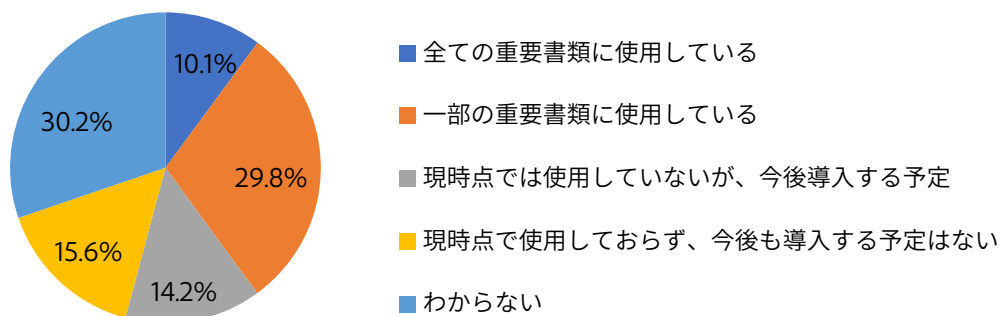 10.1%
29.8%
14.2%
15.6%
30.2%
全ての重要書類に使用している
一部の重要書類に使用している
現時点では使用していないが、今後導入する予定
現時点で使用しておらず、今後も導入する予定はない
わからない